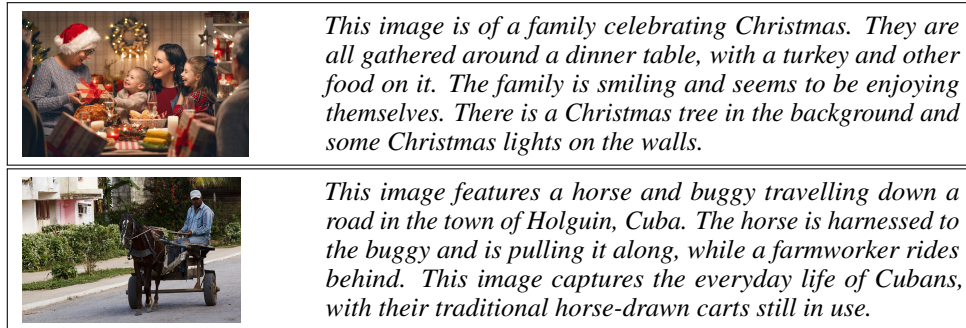 This image is of a family celebrating Christmas. They are
all gathered around a dinner table, with a turkey and other
food on it. The family is smiling and seems to be enjoying
themselves. There is a Christmas tree in the background and
some Christmas lights on the walls.
This image features a horse and buggy travelling down a
road in the town of Holguin, Cuba. The horse is harnessed to
the buggy and is pulling it along, while a farmworker rides
behind. This image captures the everyday life of Cubans,
with their traditional horse-drawn carts still in use.